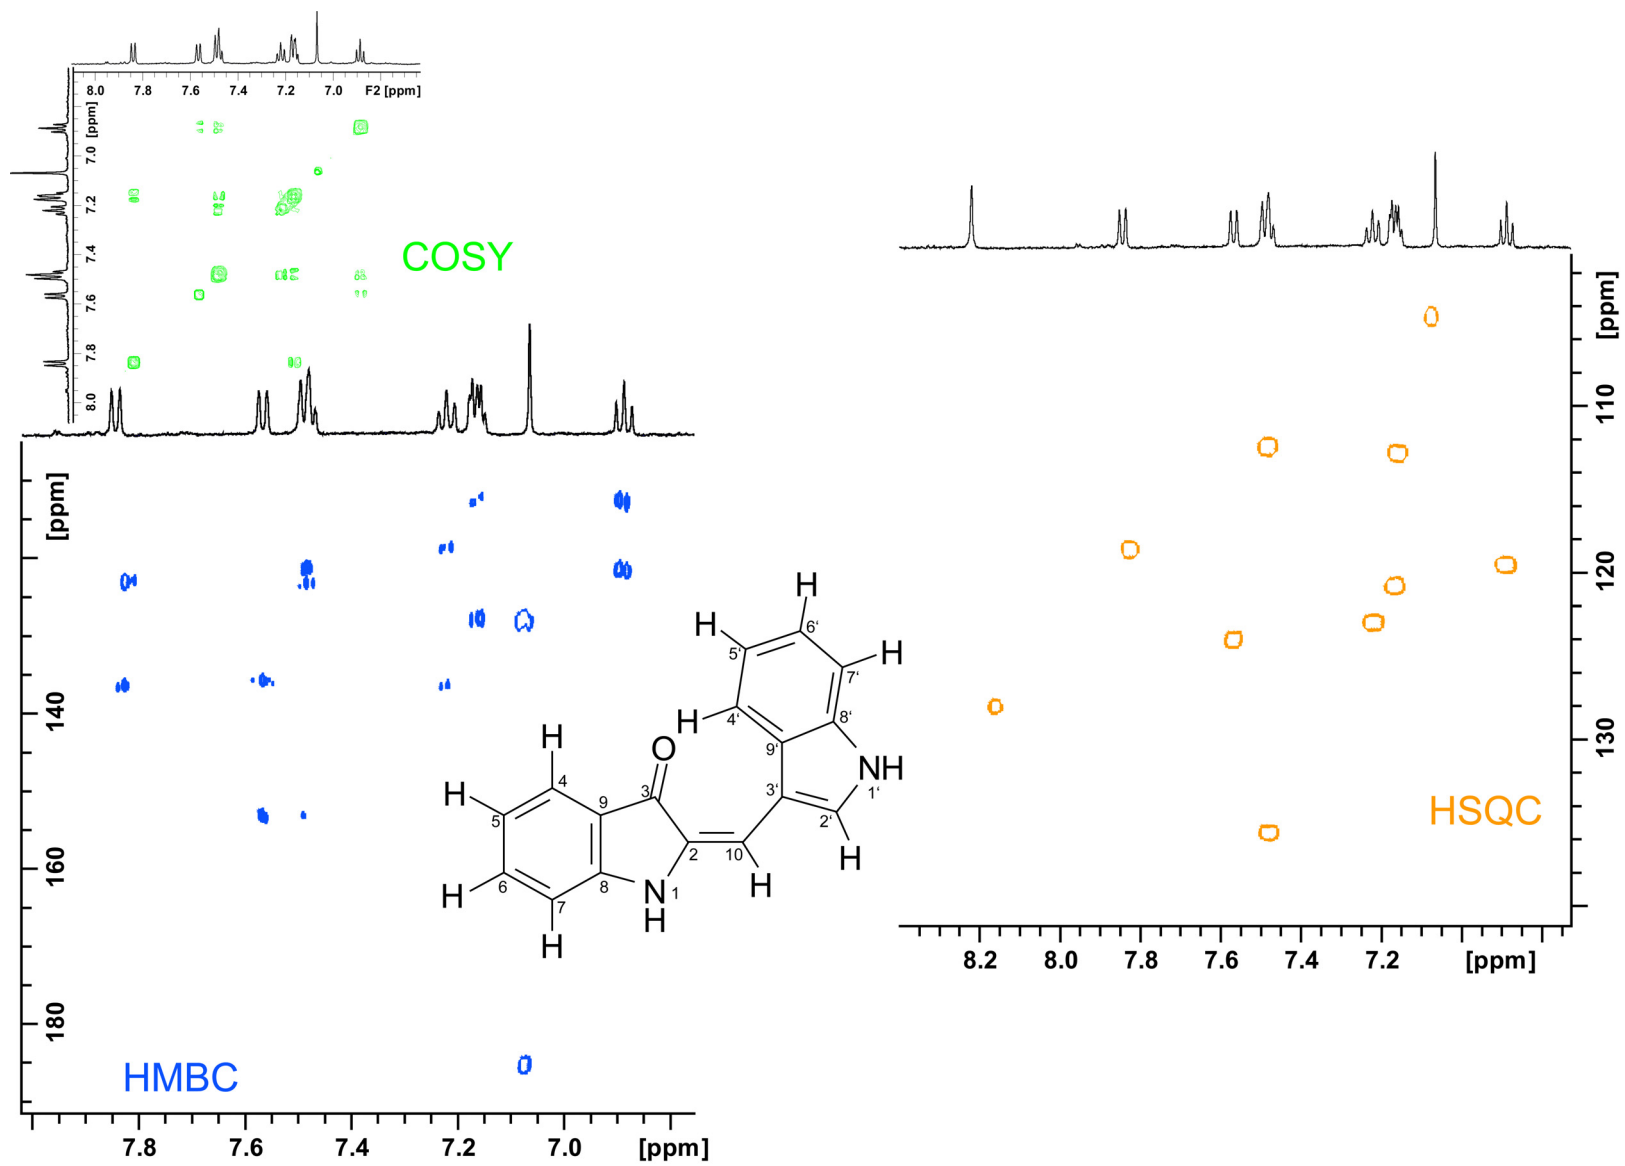 8.0 7.8 7.6 7.4 7.2 7.0 F2 [ppm]
[ppm]
7.0
7.2
7.4
7.6
7.8
8.0
COSY
[ppm]
140
160
180
HMBC
7.8 7.6 7.4 7.2 7.0 [ppm]
H
H 6'
5' H
7'
H 4' 8'
9'
H O NH
1'
4 3 3'
H 9 2'
5
2 10 H
6 8
H 7 N 1 H
H
H
[ppm]
110
120
130
HSQC
8.2 8.0 7.8 7.6 7.4 7.2 [ppm]